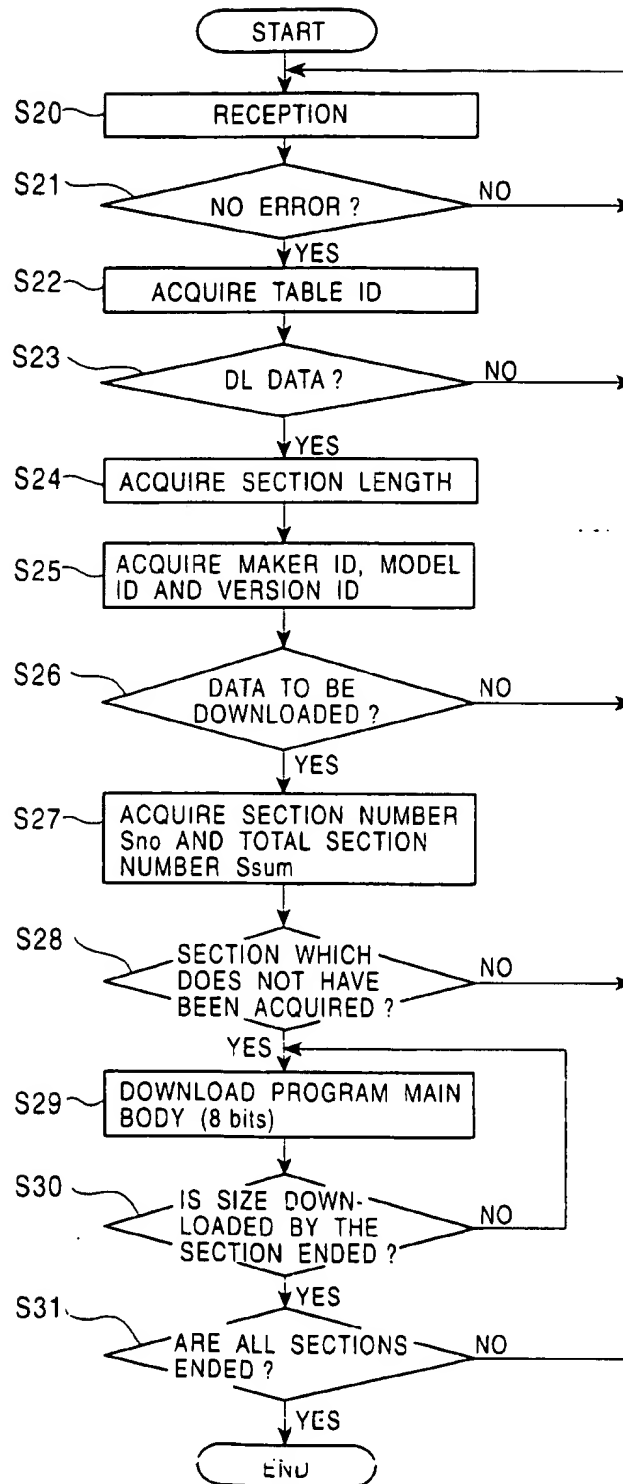 START
S20
RECEPTION
S21
NO ERROR ?
NO
YES
S22
ACQUIRE TABLE ID
S23
DL DATA ?
NO
YES
S24
ACQUIRE SECTION LENGTH
S25
ACQUIRE MAKER ID, MODEL
ID AND VERSION ID
S26
DATA TO BE
DOWNLOADED ?
NO
YES
S27
ACQUIRE SECTION NUMBER
Sno AND TOTAL SECTION
NUMBER Ssum
S28
SECTION WHICH
DOES NOT HAVE
BEEN ACQUIRED ?
NO
YES
S29
DOWNLOAD PROGRAM MAIN
BODY (8 bits)
S30
IS SIZE DOWN-
LOADED BY THE
SECTION ENDED ?
NO
YES
S31
ARE ALL SECTIONS
ENDED ?
NO
YES
END